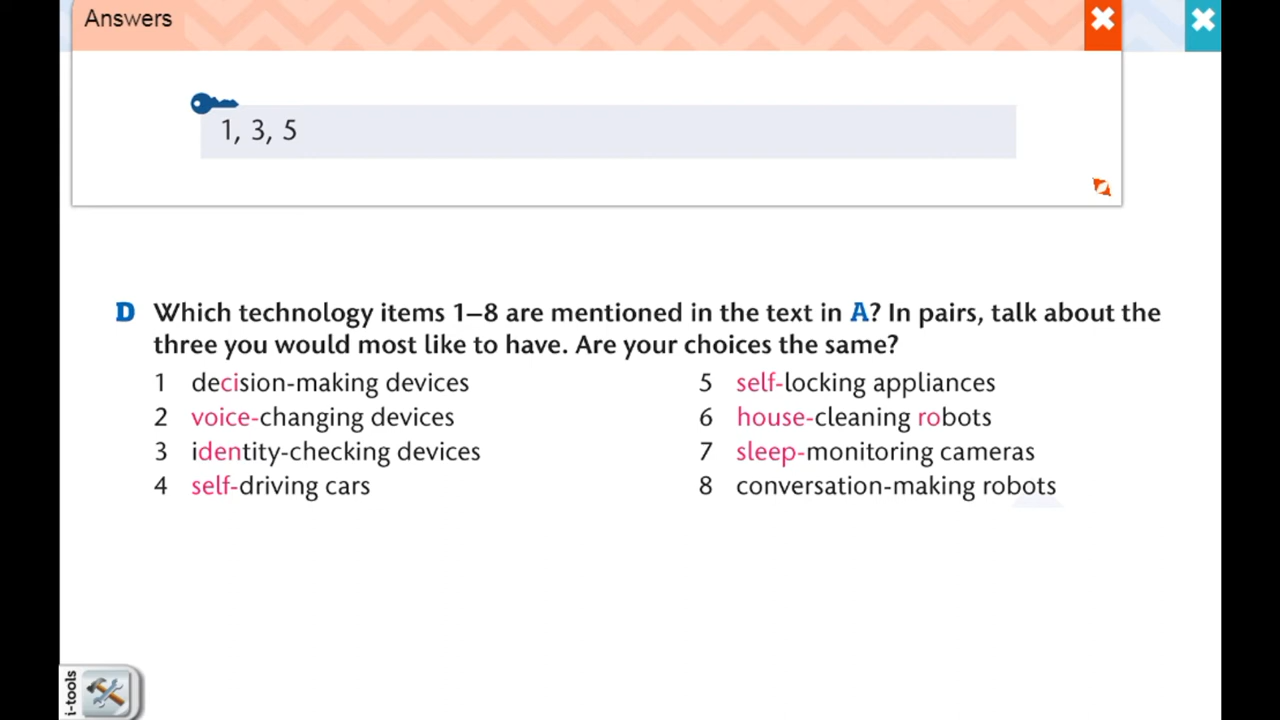 Answers
1, 3, 5
D Which technology items 1–8 are mentioned in the text in A? In pairs, talk about the
three you would most like to have. Are your choices the same?
1 decision-making devices
2 voice-changing devices
3 identity-checking devices
4 self-driving cars
5 self-locking appliances
6 house-cleaning robots
7 sleep-monitoring cameras
8 conversation-making robots
i-tools